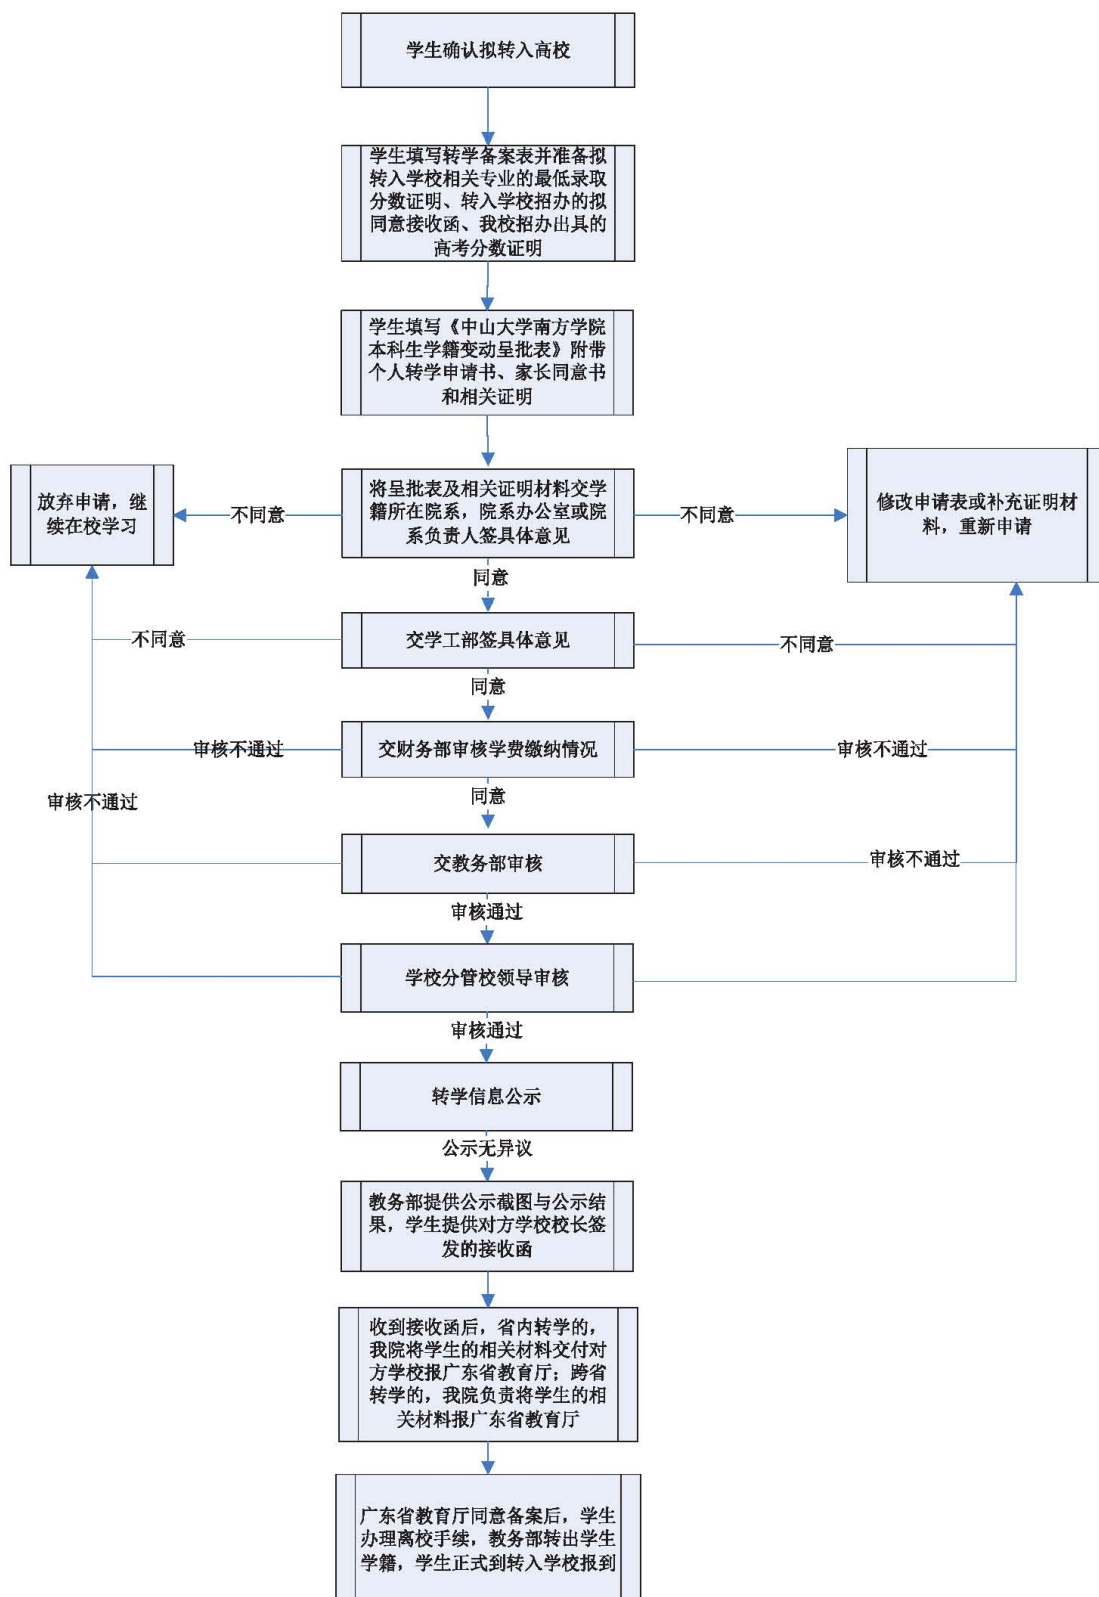 学生确认拟转入高校
学生填写转学备案表并准备拟
转入学校相关专业的最低录取
分数证明、转入学校招办的拟
同意接收函、我校招办出具的
高考分数证明
学生填写《中山大学南方学院
本科生学籍变动呈批表》附带
个人转学申请书、家长同意书
和相关证明
放弃申请，继
续在校学习
不同意
将呈批表及相关证明材料交学
籍所在院系，院系办公室或院
系负责人签具体意见
不同意
修改申请表或补充证明材
料，重新申请
同意
不同意
交学工部签具体意见
不同意
同意
审核不通过
交财务部审核学费缴纳情况
审核不通过
同意
审核不通过
交教务部审核
审核不通过
审核通过
学校分管校领导审核
审核通过
转学信息公示
公示无异议
教务部提供公示截图与公示结
果，学生提供对方学校校长签
发的接收函
收到接收函后，省内转学的，
我院将学生的相关材料交付对
方学校报广东省教育厅；跨省
转学的，我院负责将学生的相
关材料报广东省教育厅
广东省教育厅同意备案后，学生
办理离校手续，教务部转出学生
学籍，学生正式到转入学校报到